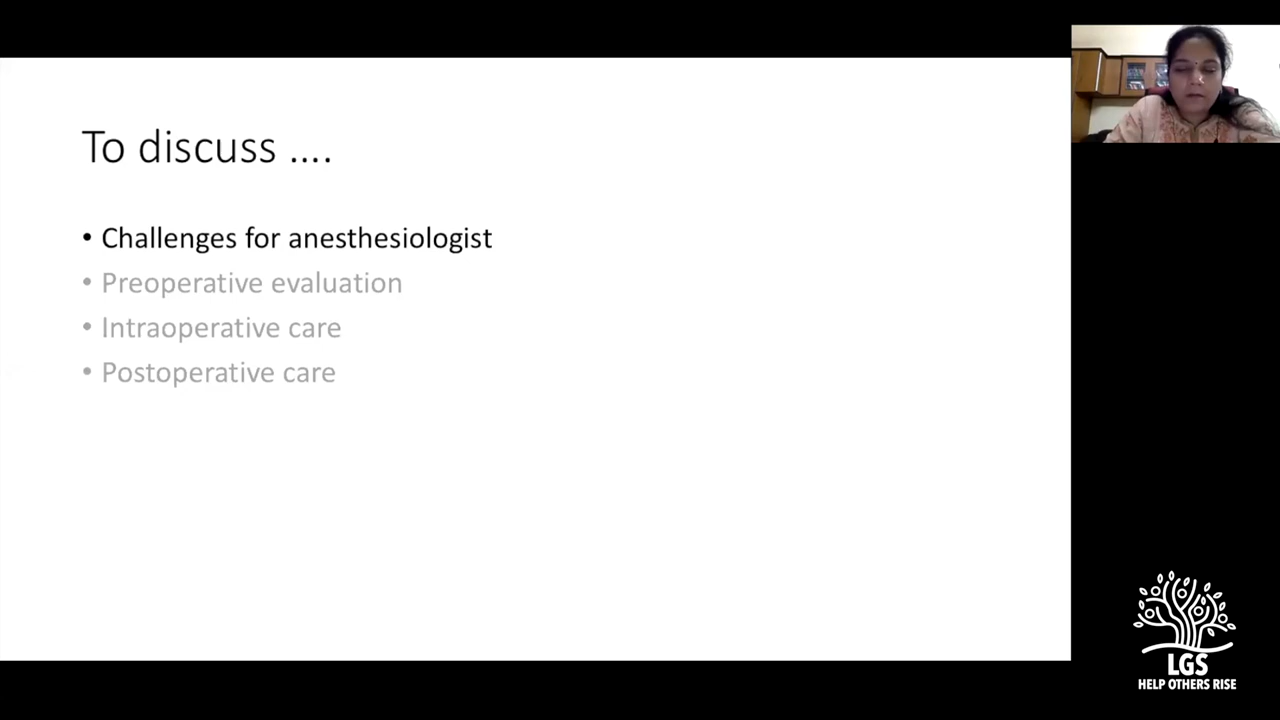 To discuss ....
• Challenges for anesthesiologist
• Preoperative evaluation
• Intraoperative care
• Postoperative care
LGS
HELP OTHERS RISE